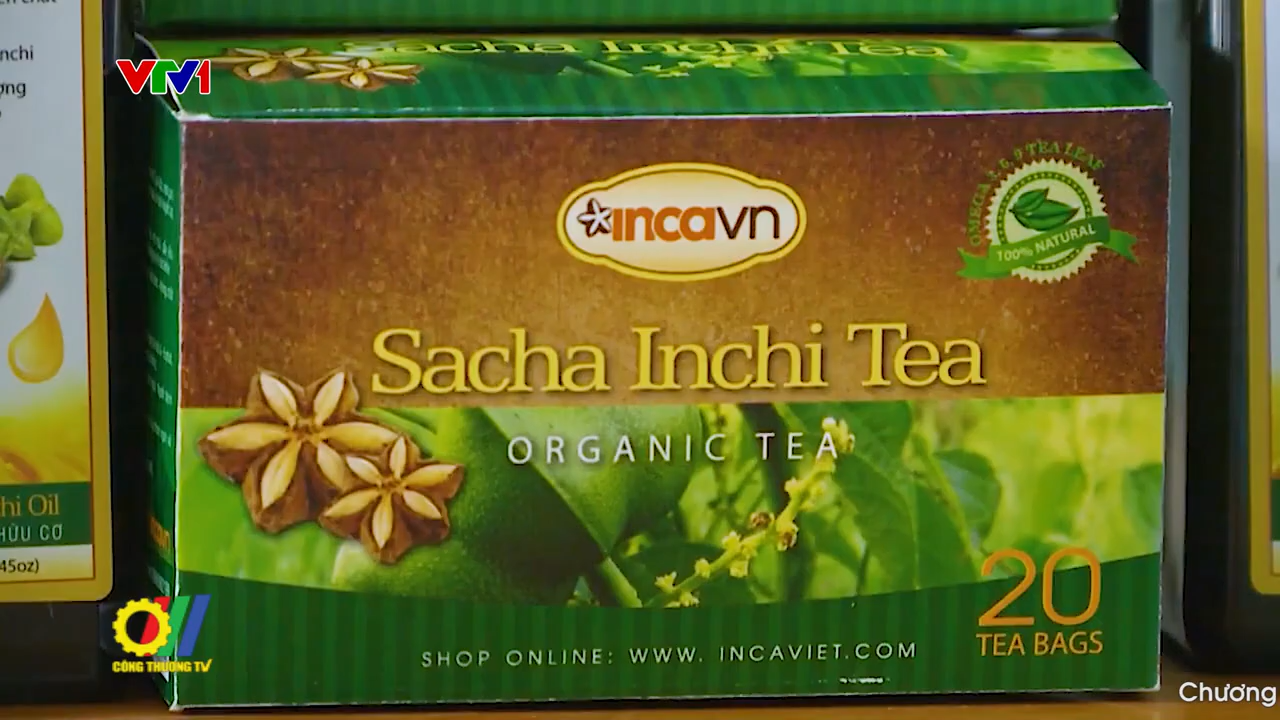 nchi
VTV1
Sacha Inchi Tea
incavn
OMEGA 3, 6, 9 TEA LEAF
100% NATURAL
Sacha Inchi Tea
ORGANIC TEA
hi Oil
HỮU CƠ
45oz)
20
TEA BAGS
CÔNG THƯƠNG TV
SHOP ONLINE: WWW. INCAVIET.COM
Chương